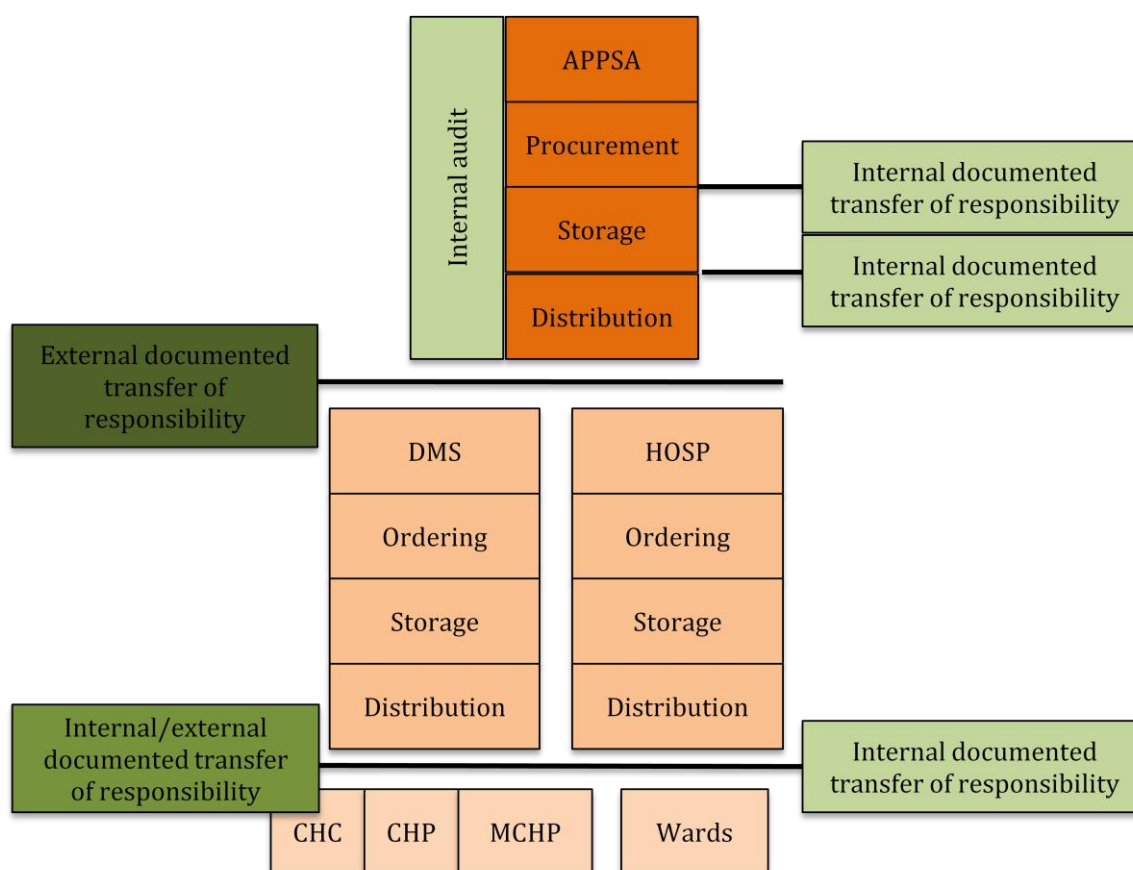 Internal audit
APPSA
Procurement
Storage
Distribution
Internal documented
transfer of responsibility
Internal documented
transfer of responsibility
External documented
transfer of
responsibility
DMS
Ordering
Storage
Distribution
HOSP
Ordering
Storage
Distribution
Internal/external
documented transfer
of responsibility
Internal documented
transfer of responsibility
CHC
CHP
MCHP
Wards